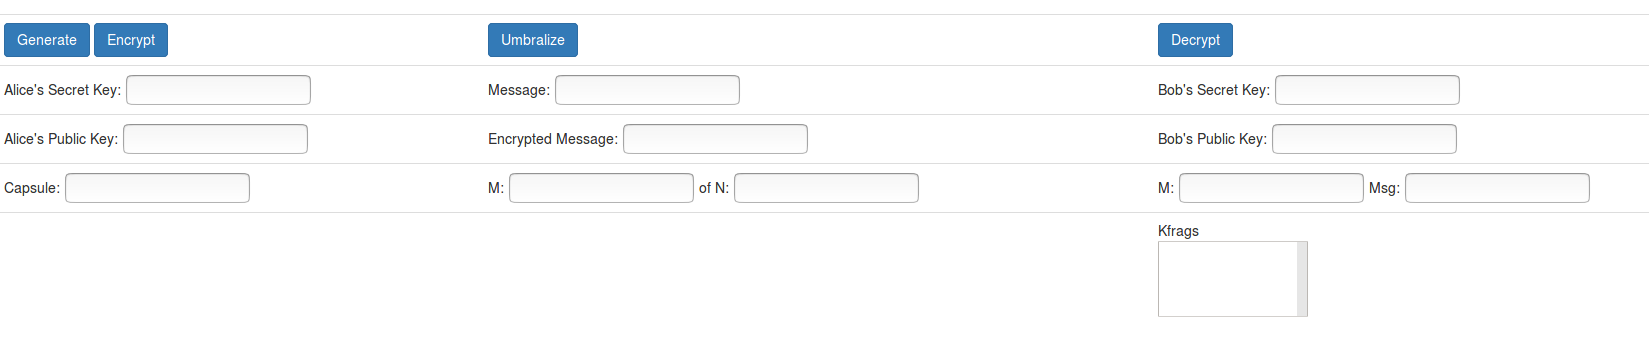 Generate Encrypt Umbralize Decrypt
Alice's Secret Key: Message: Bob's Secret Key:
Alice's Public Key: Encrypted Message: Bob's Public Key:
Capsule: M: of N: M: Msg:
Kfrags